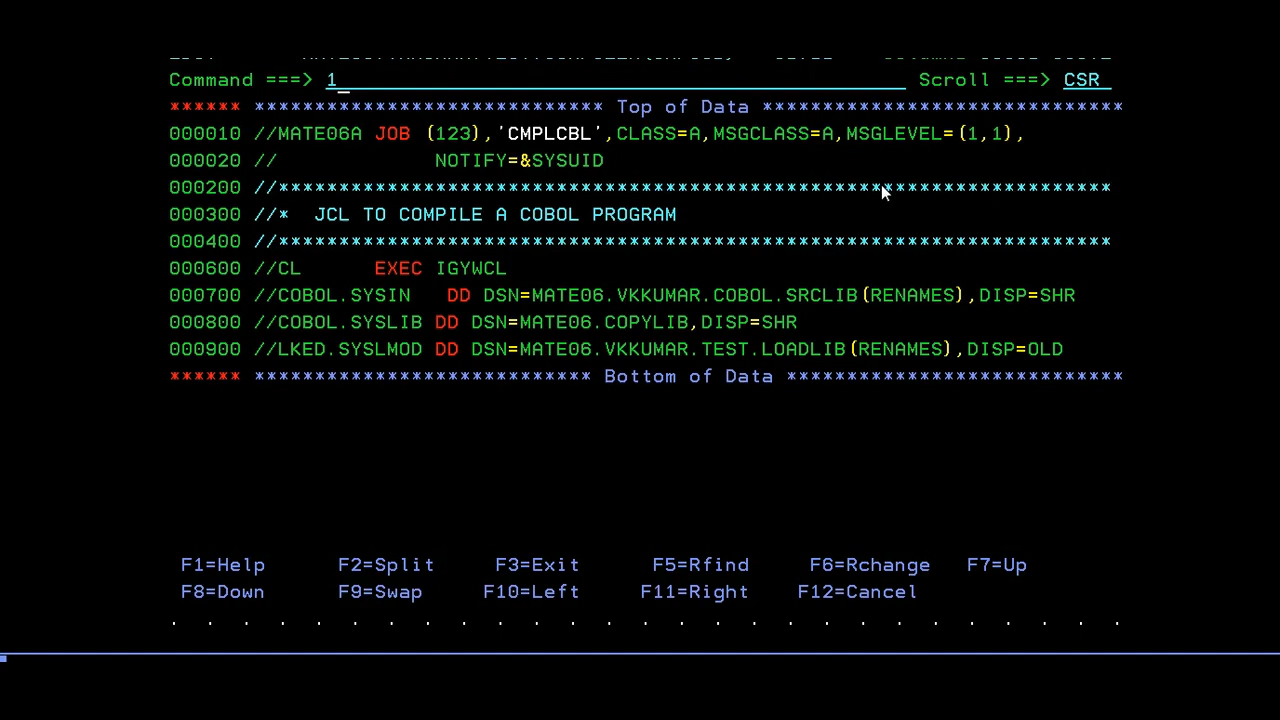 Command ===> 1 Scroll ===> CSR
****** ***************************** Top of Data ******************************
000010 //MATE06A JOB (123),'CMPLCBL',CLASS=A,MSGCLASS=A,MSGLEVEL=(1,1),
000020 // NOTIFY=&SYSUID
000200 //*********************************************************************
000300 //* JCL TO COMPILE A COBOL PROGRAM
000400 //*********************************************************************
000600 //CL EXEC IGYWCL
000700 //COBOL.SYSIN DD DSN=MATE06.VKKUMAR.COBOL.SRCLIB(RENAMES),DISP=SHR
000800 //COBOL.SYSLIB DD DSN=MATE06.COPYLIB,DISP=SHR
000900 //LKED.SYSLMOD DD DSN=MATE06.VKKUMAR.TEST.LOADLIB(RENAMES),DISP=OLD
****** **************************** Bottom of Data ****************************
F1=Help F2=Split F3=Exit F5=Rfind F6=Rchange F7=Up
F8=Down F9=Swap F10=Left F11=Right F12=Cancel
. . . . . . . . . . . . . . . . . . . . . . . . . . .